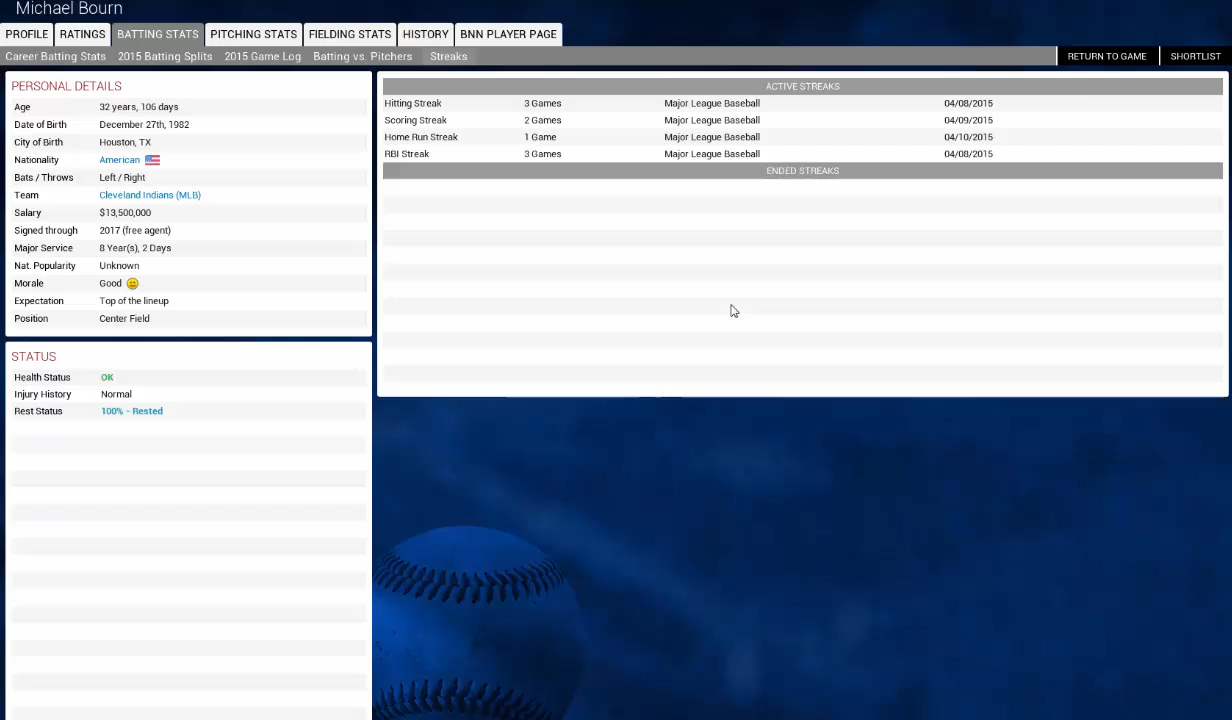 Michael Bourn
PROFILE RATINGS BATTING STATS PITCHING STATS FIELDING STATS HISTORY BNN PLAYER PAGE
Career Batting Stats 2015 Batting Splits 2015 Game Log Batting vs. Pitchers Streaks RETURN TO GAME SHORTLIST
PERSONAL DETAILS
Age 32 years, 106 days
Date of Birth December 27th, 1982
City of Birth Houston, TX
Nationality American
Bats / Throws Left / Right
Team Cleveland Indians (MLB)
Salary $13,500,000
Signed through 2017 (free agent)
Major Service 8 Year(s), 2 Days
Nat. Popularity Unknown
Morale Good
Expectation Top of the lineup
Position Center Field
STATUS
Health Status OK
Injury History Normal
Rest Status 100% - Rested
ACTIVE STREAKS
Hitting Streak 3 Games Major League Baseball 04/08/2015
Scoring Streak 2 Games Major League Baseball 04/09/2015
Home Run Streak 1 Game Major League Baseball 04/10/2015
RBI Streak 3 Games Major League Baseball 04/08/2015
ENDED STREAKS